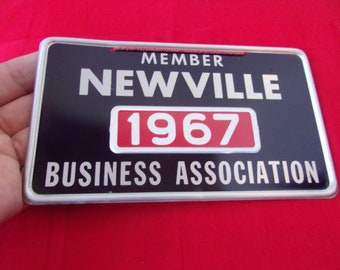 MEMBER
NEWVILLE
1967
BUSINESS ASSOCIATION